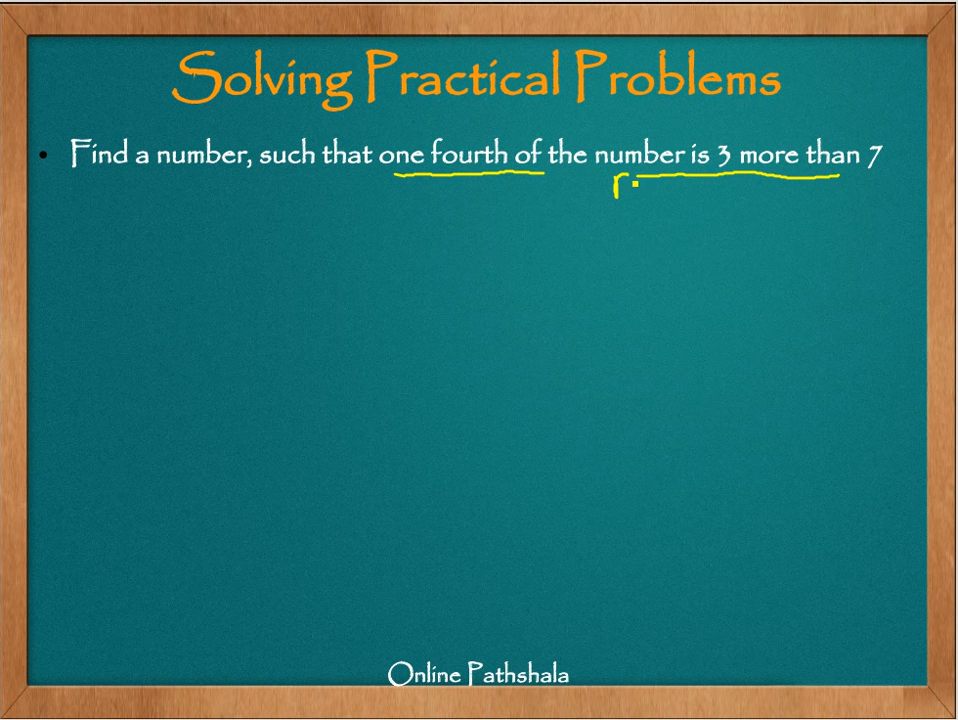 Solving Practical Problems
• Find a number, such that one fourth of the number is 3 more than 7
Online Pathshala